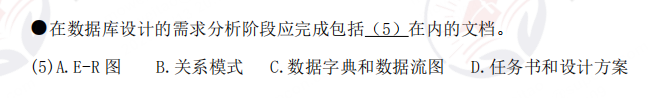 ●在数据库设计的需求分析阶段应完成包括（5）在内的文档。
(5)A.E-R 图 B.关系模式 C.数据字典和数据流图 D.任务书和设计方案